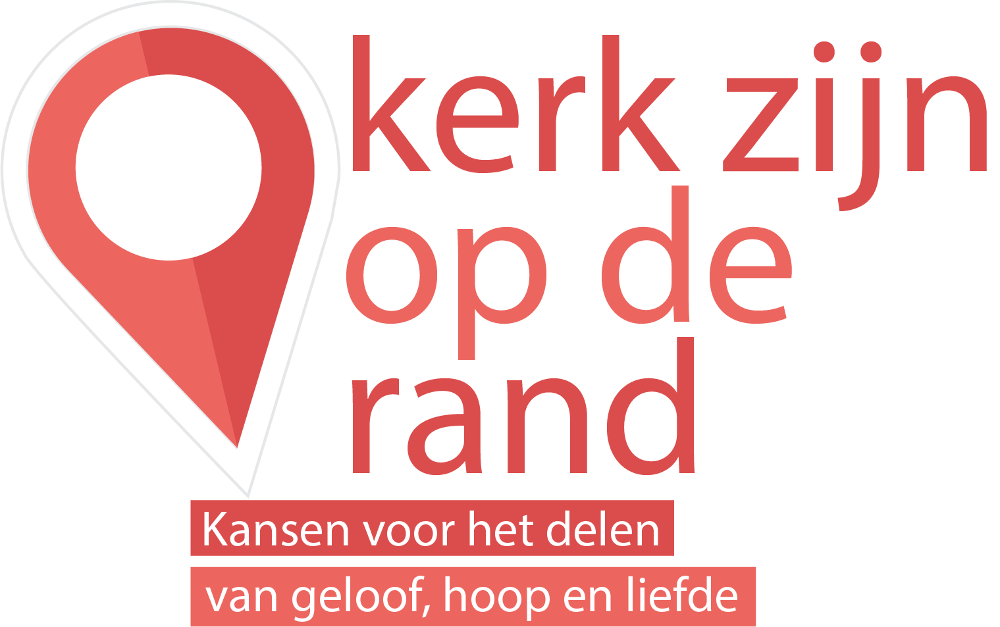 kerk zijn
op de
rand
Kansen voor het delen
van geloof, hoop en liefde